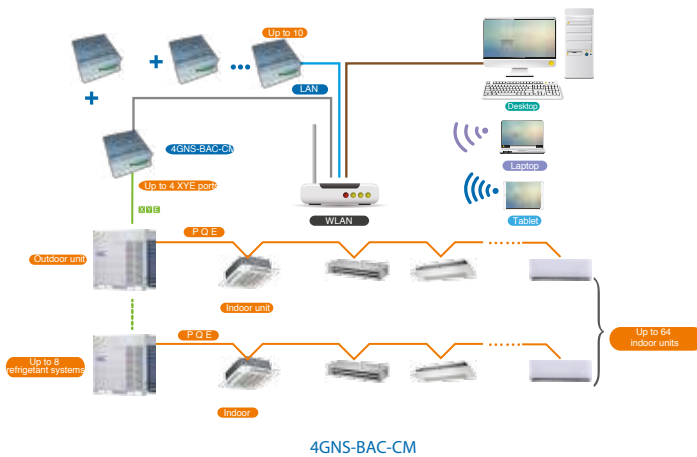 Up to 10
LAN
Desktop
4GNS-BAC-CM
Laptop
Up to 4 XYE ports
WLAN
Tablet
X Y E
P Q E
Outdoor unit
Indoor unit
P Q E
Up to 64
indoor units
Up to 8
refrigetant systems
Indoor
4GNS-BAC-CM